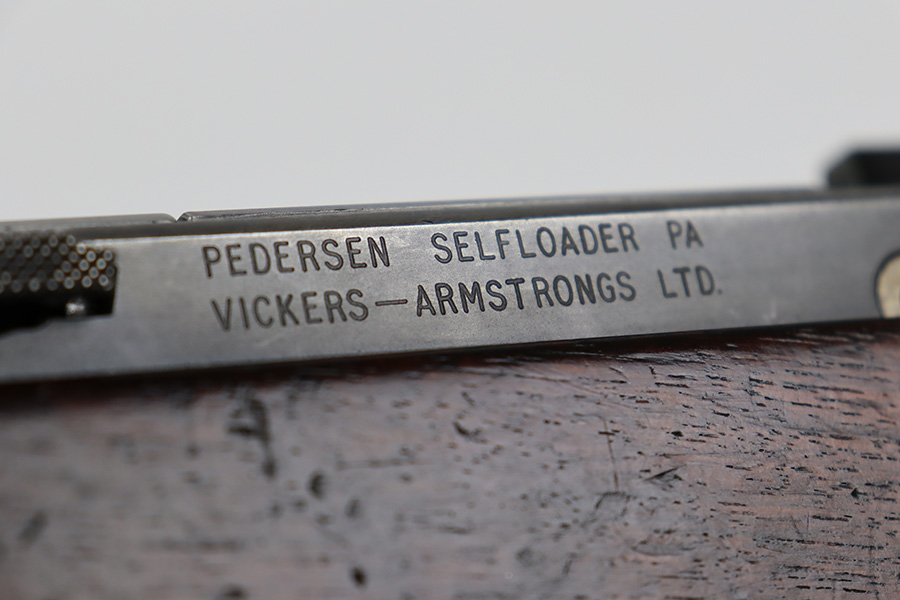 PEDERSEN SELFLOADER PA
VICKERS—ARMSTRONGS LTD.